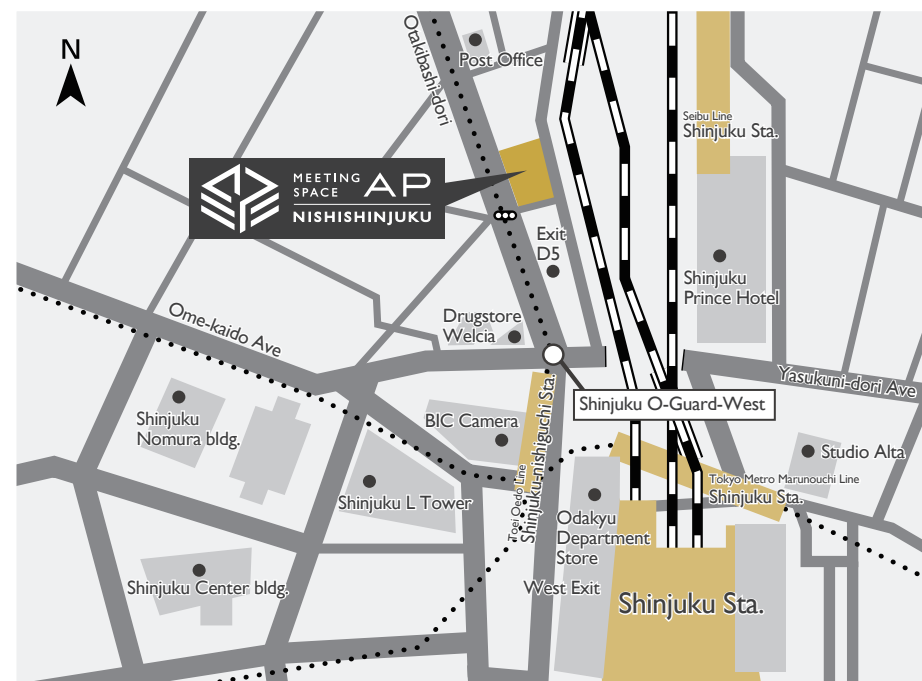 N
Otakibashi-dori
Post Office
Seibu Line
Shinjuku Sta.
MEETING
SPACE
AP
NISHISHINJUKU
Exit
D5
Shinjuku
Prince Hotel
Drugstore
Welcia
Ome-kaido Ave
Yasukuni-dori Ave
Shinjuku O-Guard-West
Shinjuku
Nomura bldg.
BIC Camera
Toei Oedo Line
Shinjuku-nishiguchi Sta.
Studio Alta
Tokyo Metro Marunouchi Line
Shinjuku Sta.
Shinjuku L Tower
Odakyu
Department
Store
Shinjuku Center bldg.
West Exit
Shinjuku Sta.